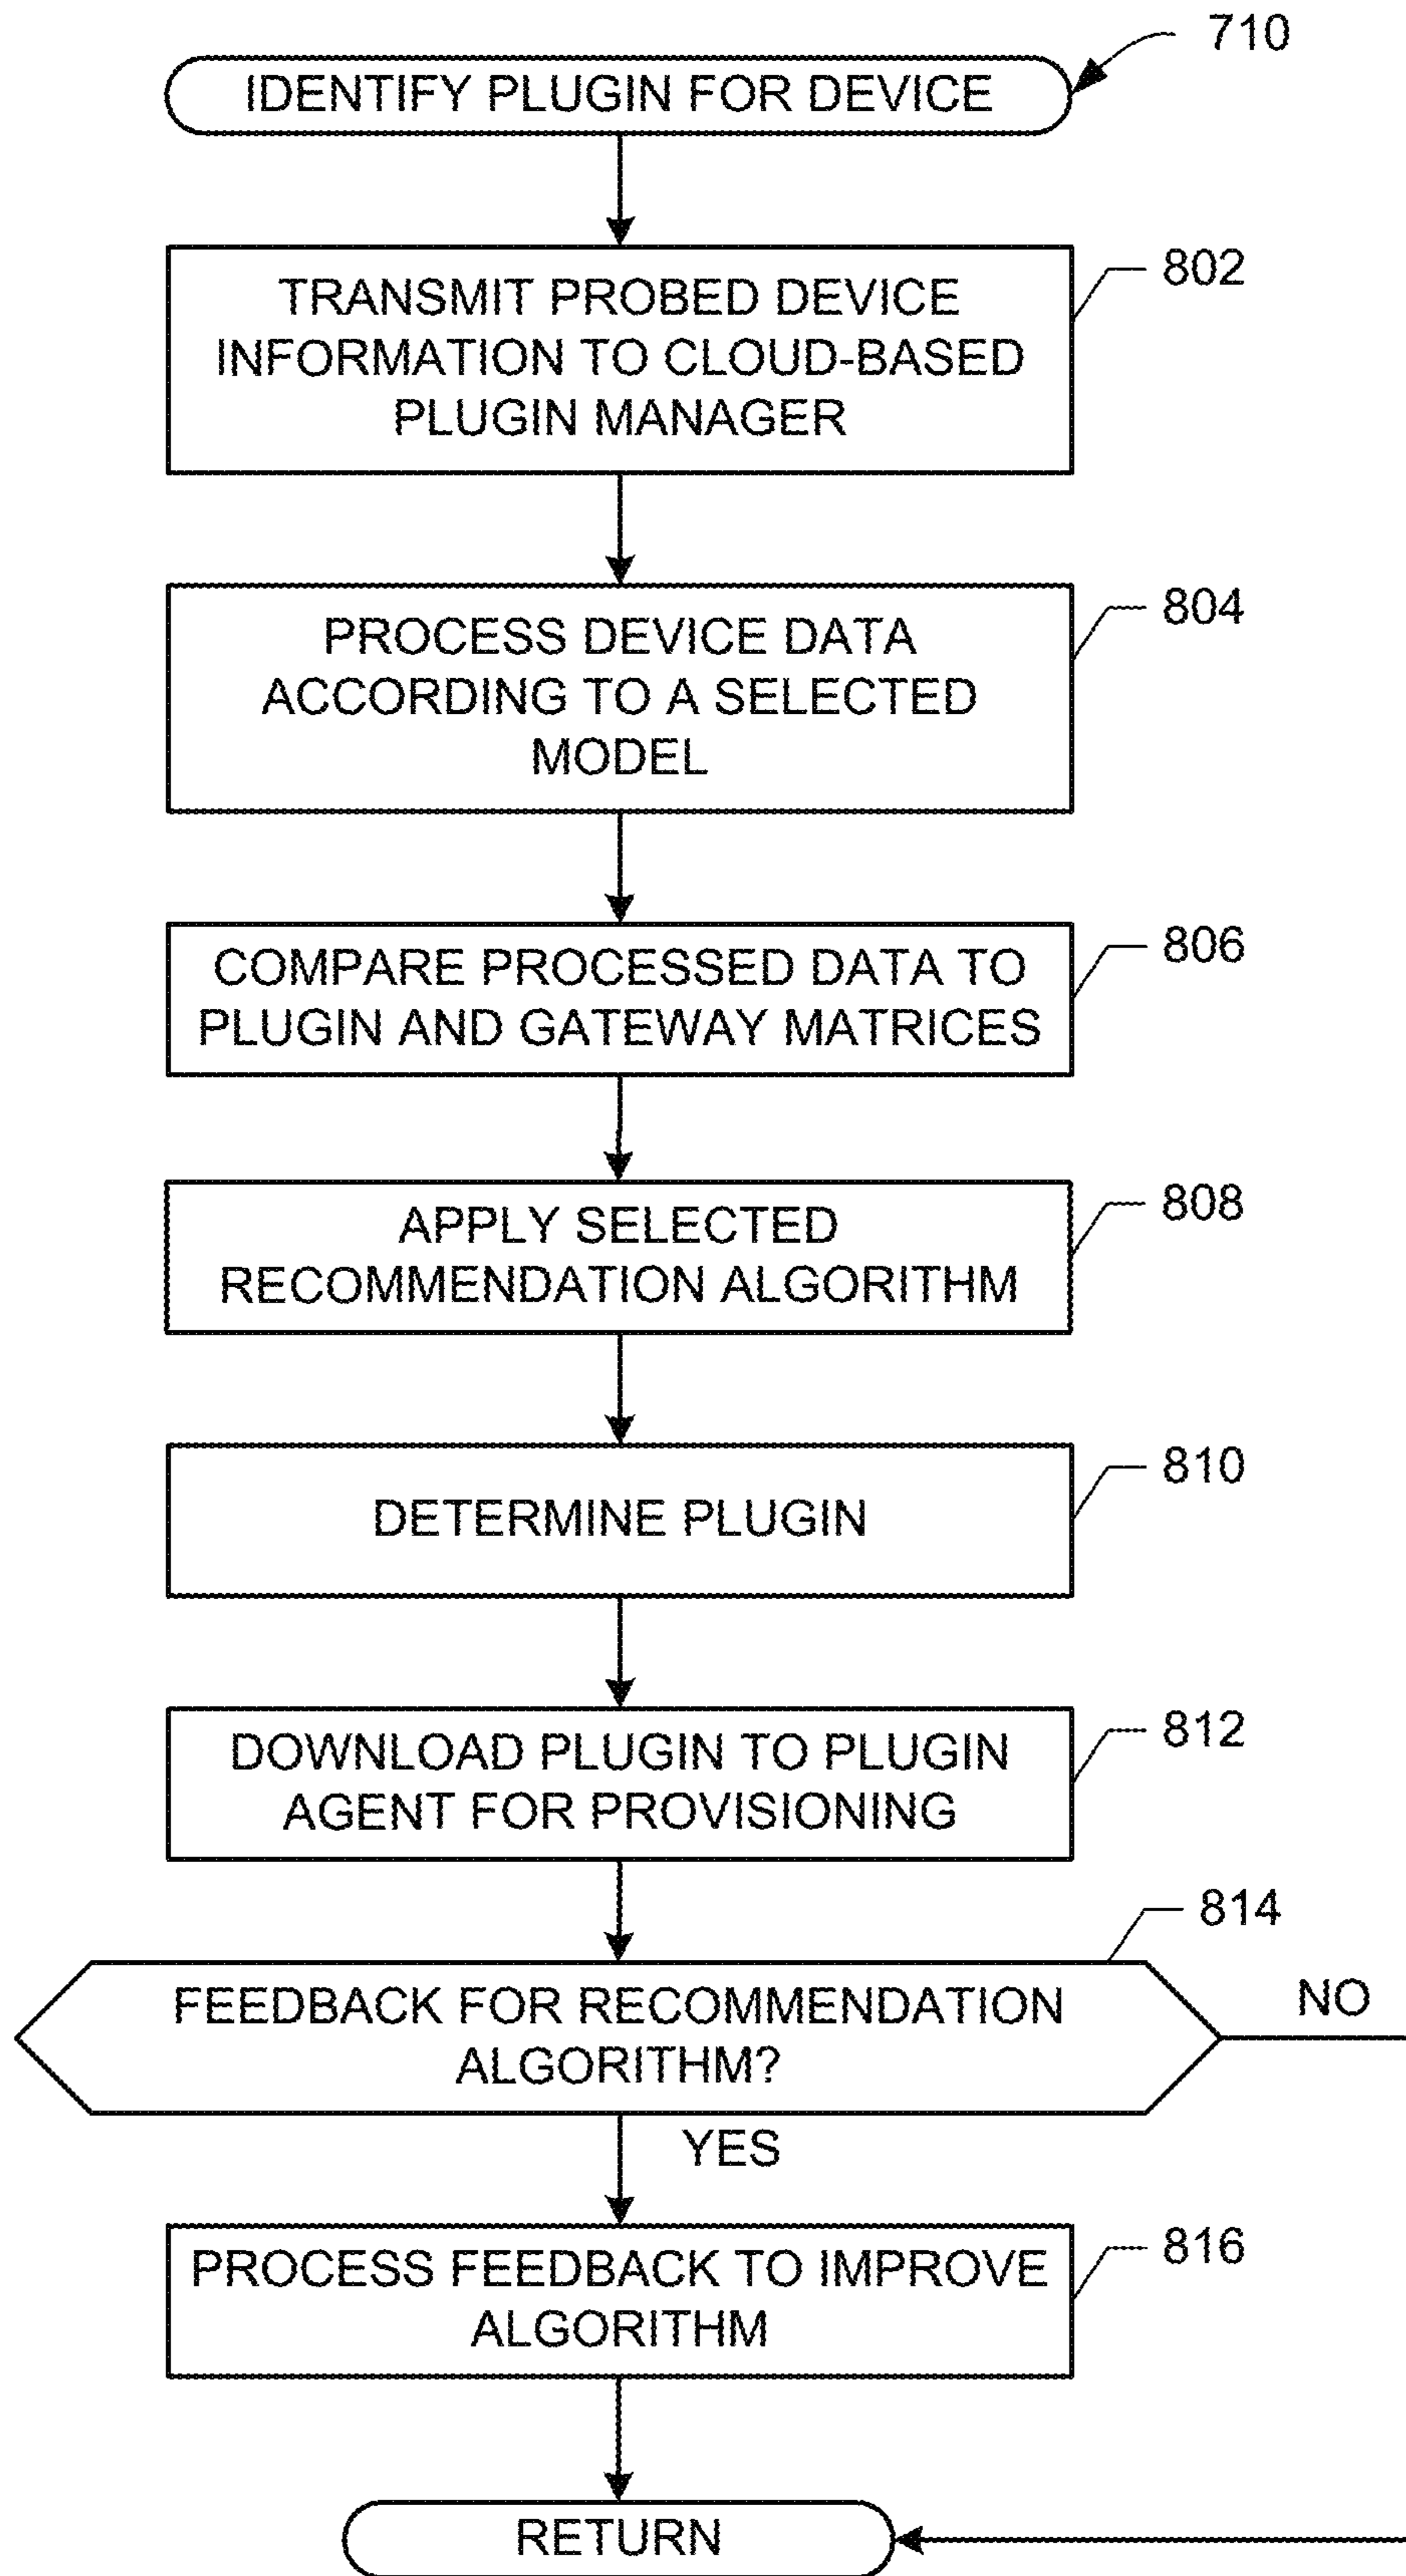 710
IDENTIFY PLUGIN FOR DEVICE
802
TRANSMIT PROBED DEVICE
INFORMATION TO CLOUD-BASED
PLUGIN MANAGER
804
PROCESS DEVICE DATA
ACCORDING TO A SELECTED
MODEL
806
COMPARE PROCESSED DATA TO
PLUGIN AND GATEWAY MATRICES
808
APPLY SELECTED
RECOMMENDATION ALGORITHM
810
DETERMINE PLUGIN
812
DOWNLOAD PLUGIN TO PLUGIN
AGENT FOR PROVISIONING
814
FEEDBACK FOR RECOMMENDATION
ALGORITHM?
NO
YES
816
PROCESS FEEDBACK TO IMPROVE
ALGORITHM
RETURN